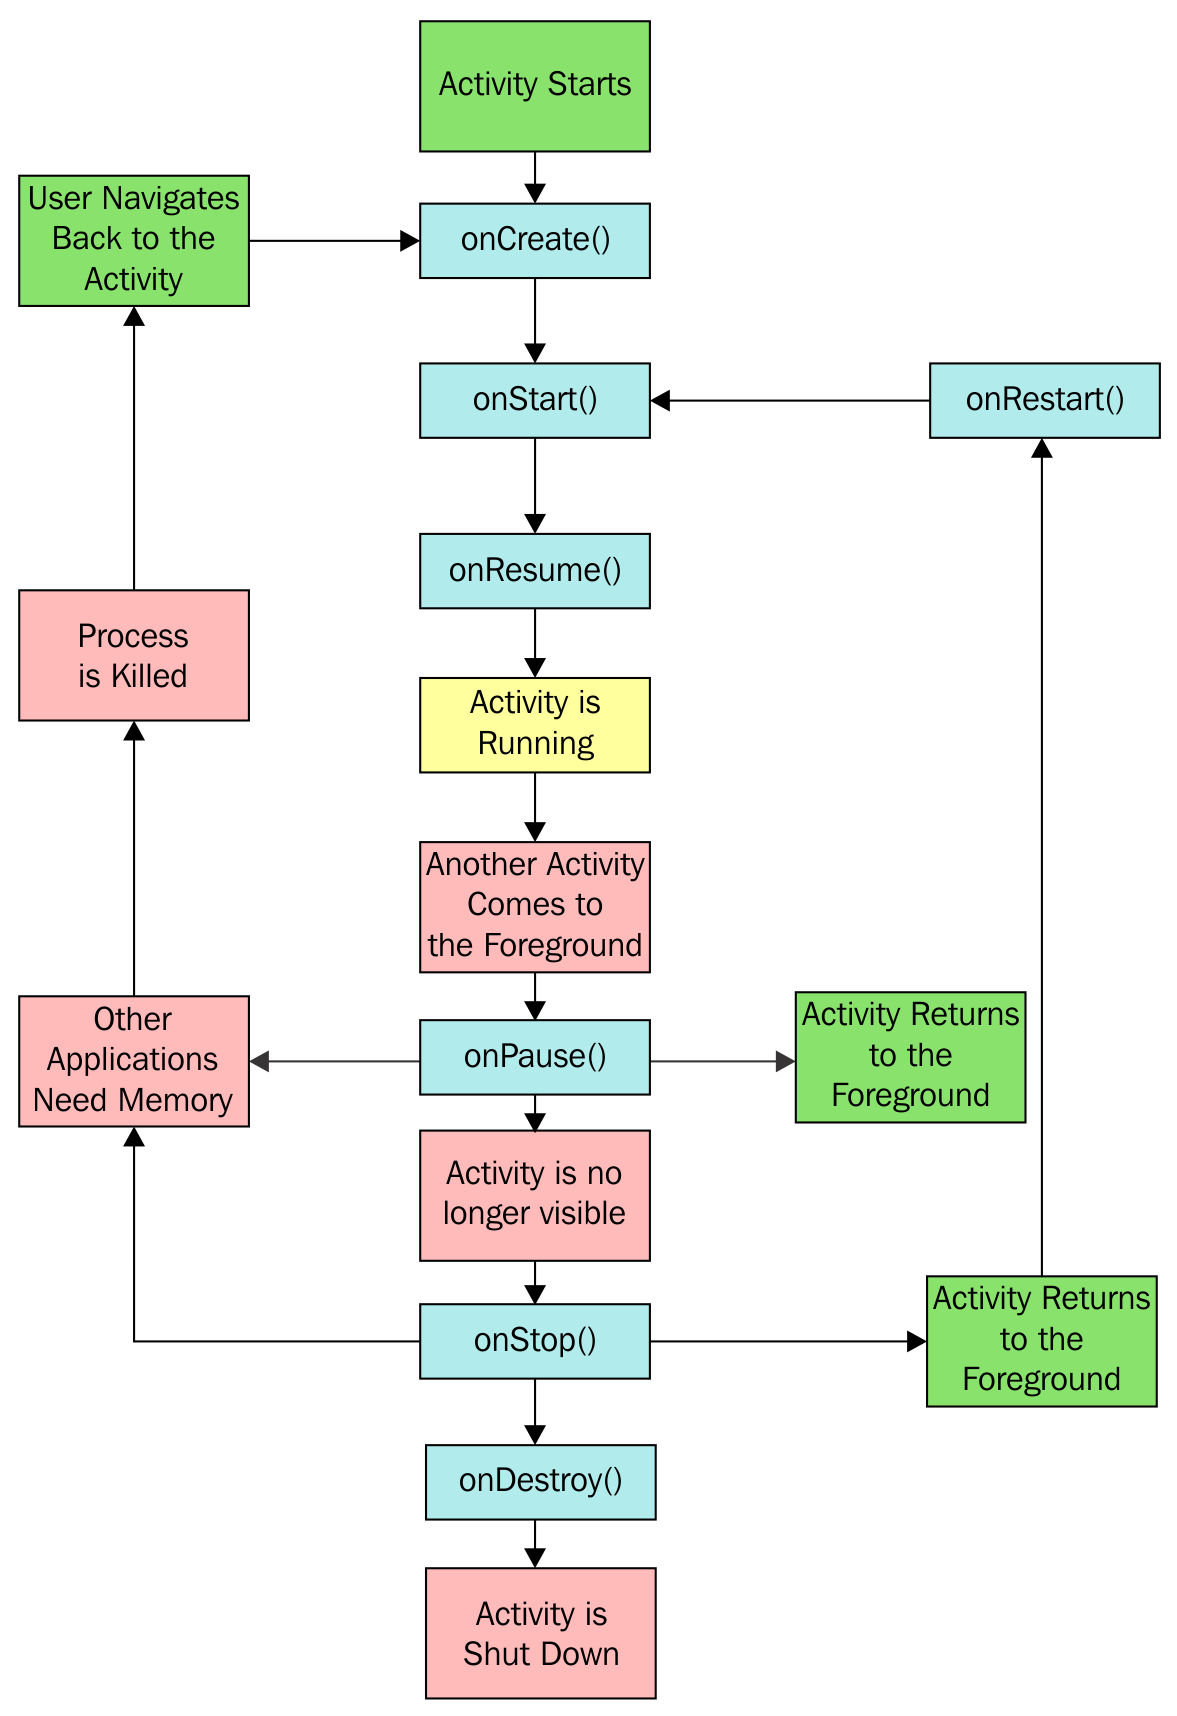 Activity Starts
User Navigates
Back to the
Activity
onCreate()
onStart()
onRestart()
onResume()
Process
is Killed
Activity is
Running
Another Activity
Comes to
the Foreground
Other
Applications
Need Memory
onPause()
Activity Returns
to the
Foreground
Activity is no
longer visible
onStop()
Activity Returns
to the
Foreground
onDestroy()
Activity is
Shut Down